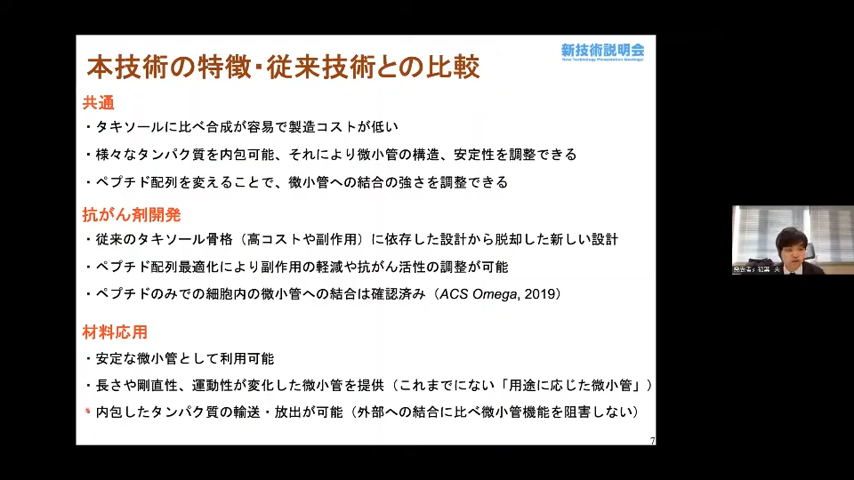 新技術説明会
New Technology Presentation Meetings!
本技術の特徴・従来技術との比較
共通
・タキソールに比べ合成が容易で製造コストが低い
・様々なタンパク質を内包可能、それにより微小管の構造、安定性を調整できる
・ペプチド配列を変えることで、微小管への結合の強さを調整できる
抗がん剤開発
・従来のタキソール骨格（高コストや副作用）に依存した設計から脱却した新しい設計
・ペプチド配列最適化により副作用の軽減や抗がん活性の調整が可能
・ペプチドのみでの細胞内の微小管への結合は確認済み（ACS Omega, 2019）
材料応用
・安定な微小管として利用可能
・長さや剛直性、運動性が変化した微小管を提供（これまでにない「用途に応じた微小管」）
・内包したタンパク質の輸送・放出が可能（外部への結合に比べ微小管機能を阻害しない）
7